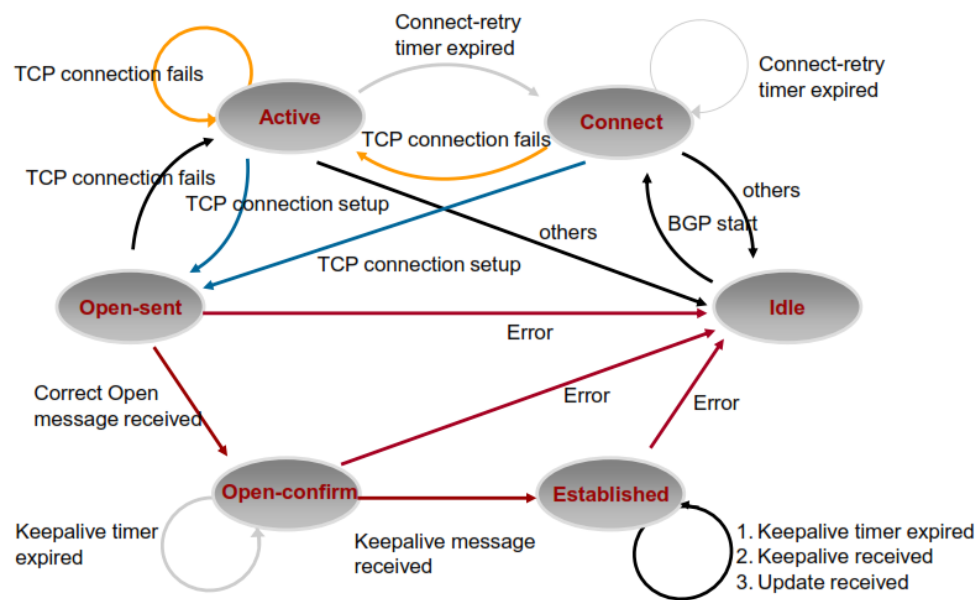 Connect-retry
timer expired
TCP connection fails
Connect-retry
timer expired
Active
Connect
TCP connection fails
TCP connection fails
others
TCP connection setup
BGP start
others
TCP connection setup
Open-sent
Idle
Error
Correct Open
message received
Error
Error
Open-confirm
Established
Keepalive timer
expired
Keepalive message
received
1. Keepalive timer expired
2. Keepalive received
3. Update received